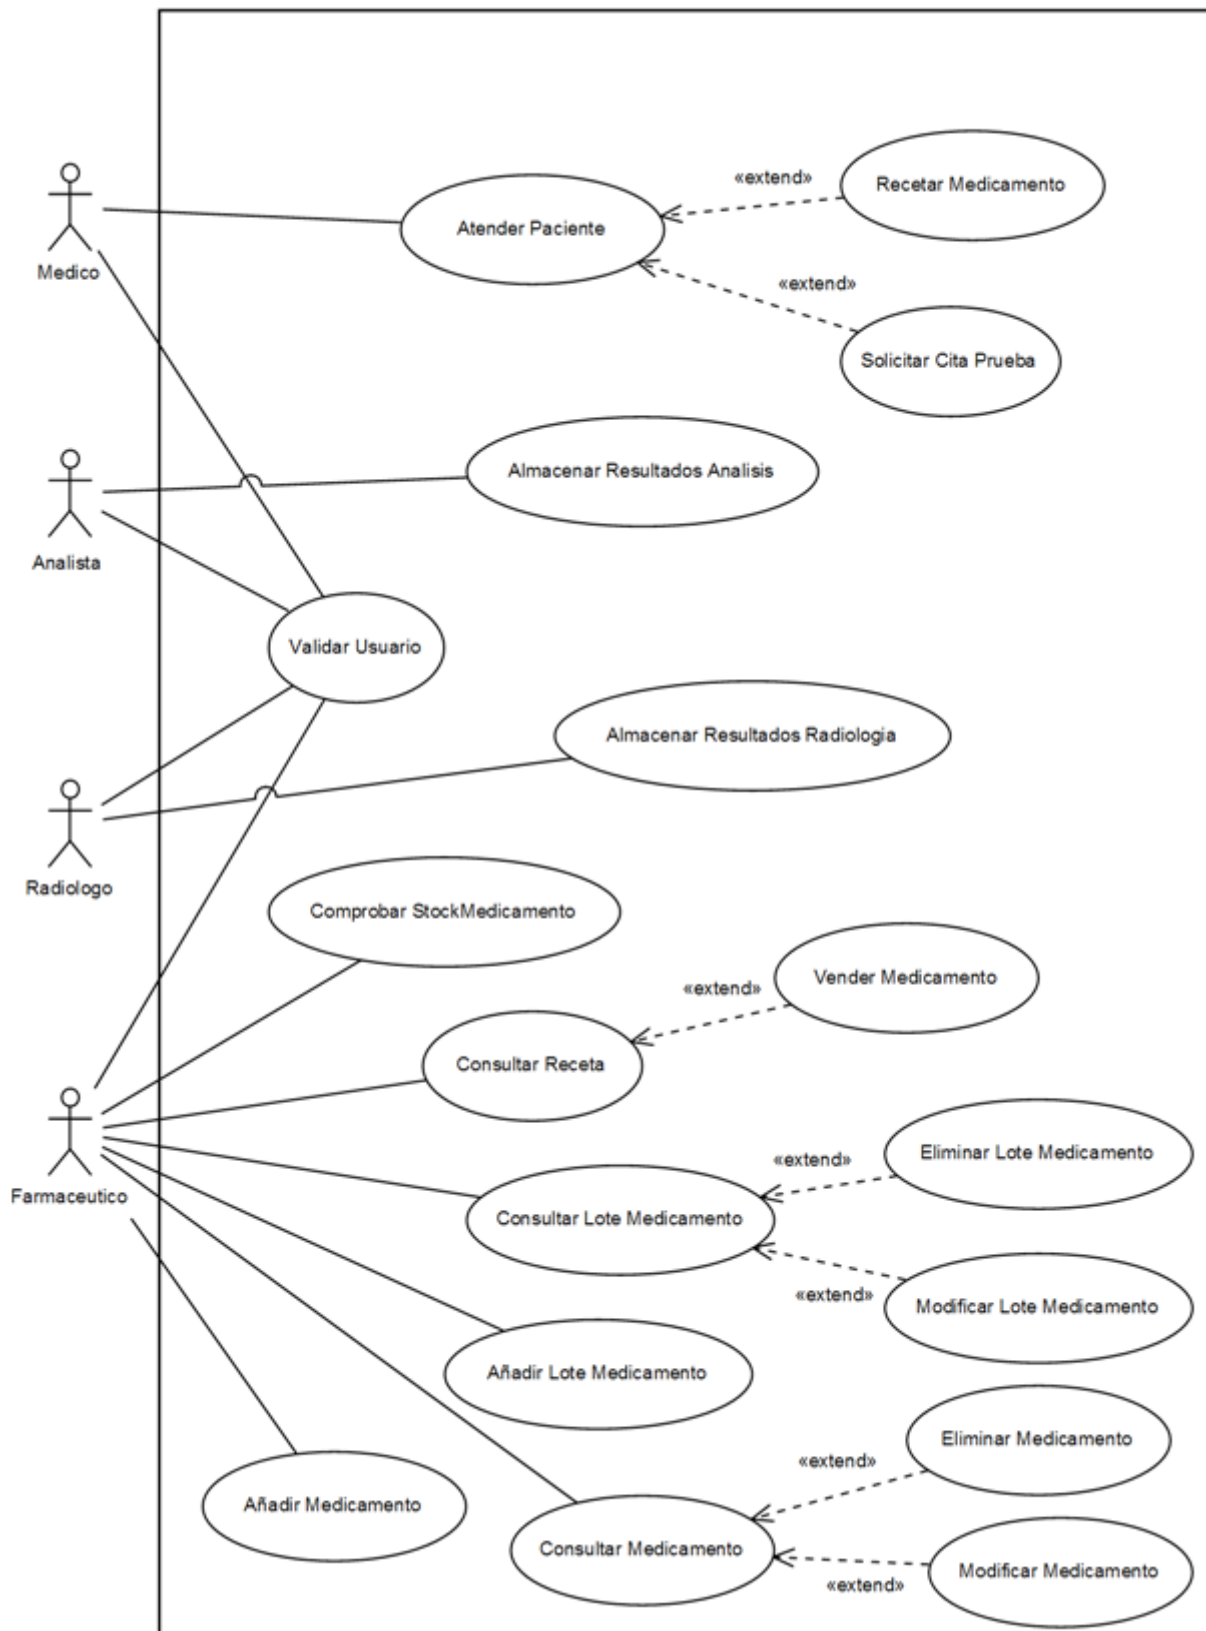 «extend»
Recetar Medicamento
Medico
Atender Paciente
«extend»
Solicitar Cita Prueba
Almacenar Resultados Analisis
Analista
Validar Usuario
Almacenar Resultados Radiologia
Radiologo
Comprobar StockMedicamento
Vender Medicamento
«extend»
Consultar Receta
Eliminar Lote Medicamento
«extend»
Farmaceutico
Consultar Lote Medicamento
«extend»
Modificar Lote Medicamento
Añadir Lote Medicamento
Eliminar Medicamento
«extend»
Añadir Medicamento
Consultar Medicamento
Modificar Medicamento
«extend»